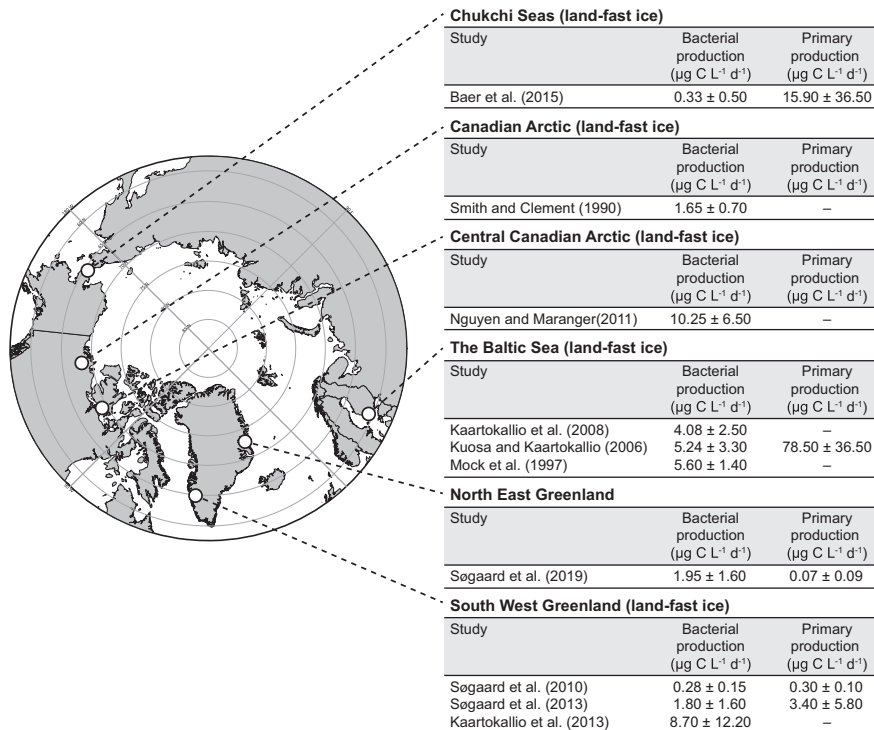 Chukchi Seas (land-fast ice)
Study Bacterial production (µg C L-1 d-1) Primary production (µg C L-1 d-1)
Baer et al. (2015) 0.33 ± 0.50 15.90 ± 36.50
Canadian Arctic (land-fast ice)
Study Bacterial production (µg C L-1 d-1) Primary production (µg C L-1 d-1)
Smith and Clement (1990) 1.65 ± 0.70 –
Central Canadian Arctic (land-fast ice)
Study Bacterial production (µg C L-1 d-1) Primary production (µg C L-1 d-1)
Nguyen and Maranger(2011) 10.25 ± 6.50 –
The Baltic Sea (land-fast ice)
Study Bacterial production (µg C L-1 d-1) Primary production (µg C L-1 d-1)
Kaartokallio et al. (2008) 4.08 ± 2.50 –
Kuosa and Kaartokallio (2006) 5.24 ± 3.30 78.50 ± 36.50
Mock et al. (1997) 5.60 ± 1.40 –
North East Greenland
Study Bacterial production (µg C L-1 d-1) Primary production (µg C L-1 d-1)
Søgaard et al. (2019) 1.95 ± 1.60 0.07 ± 0.09
South West Greenland (land-fast ice)
Study Bacterial production (µg C L-1 d-1) Primary production (µg C L-1 d-1)
Søgaard et al. (2010) 0.28 ± 0.15 0.30 ± 0.10
Søgaard et al. (2013) 1.80 ± 1.60 3.40 ± 5.80
Kaartokallio et al. (2013) 8.70 ± 12.20 –